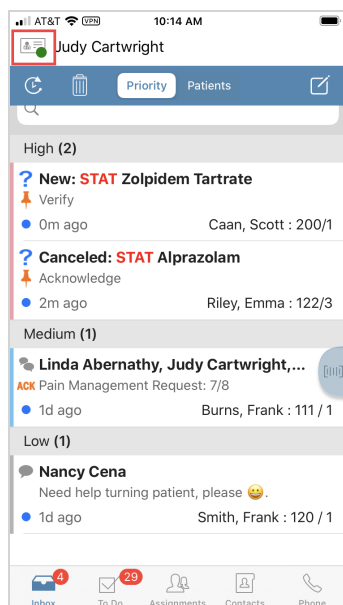 AT&T VPN 10:14 AM
Judy Cartwright
Priority Patients
High (2)
New: STAT Zolpidem Tartrate
Verify
0m ago Caan, Scott : 200/1
Canceled: STAT Alprazolam
Acknowledge
2m ago Riley, Emma : 122/3
Medium (1)
Linda Abernathy, Judy Cartwright,...
ACK Pain Management Request: 7/8
1d ago Burns, Frank : 111 / 1
Low (1)
Nancy Cena
Need help turning patient, please 😀.
1d ago Smith, Frank : 120 / 1
4 29
Inbox To Do Assignments Contacts Phone